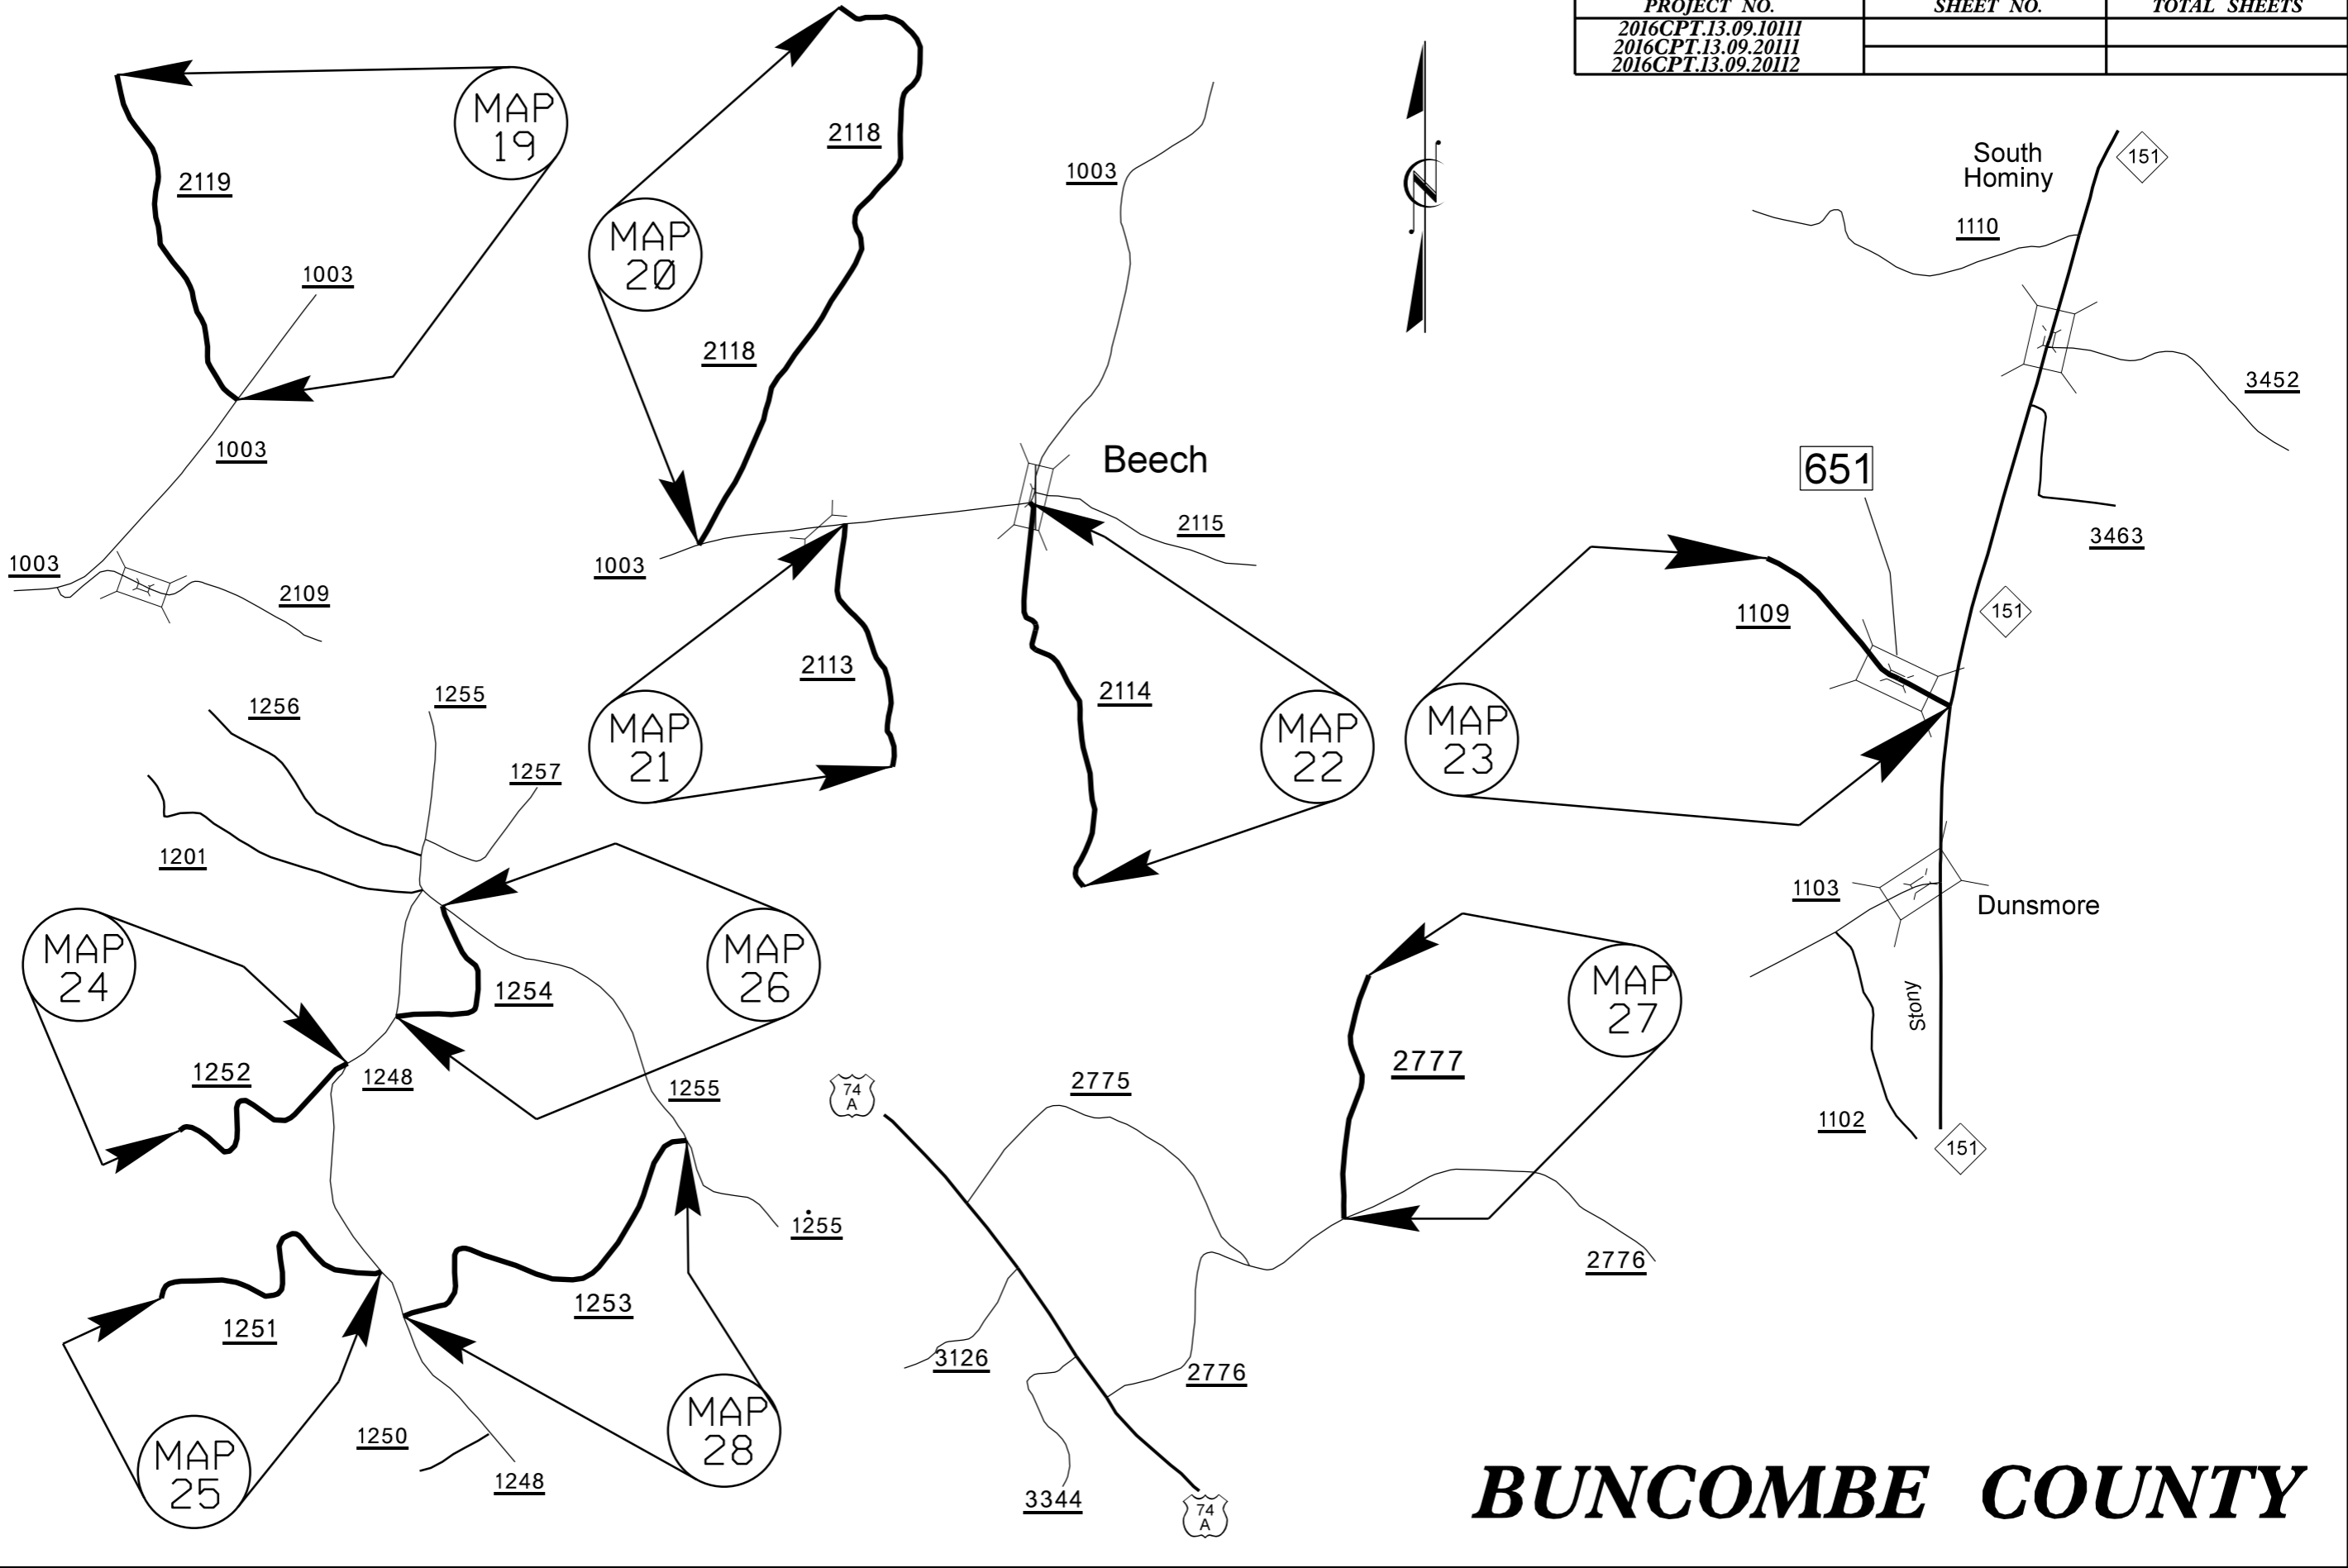 PROJECT NO. SHEET NO. TOTAL SHEETS
2016CPT.13.09.10111
2016CPT.13.09.20111
2016CPT.13.09.20112
MAP
19
2119
1003
1003
1003
2109
MAP
20
2118
2118
1003
N
Beech
1003
2115
MAP
21
2113
2114
MAP
22
South
Hominy
151
1110
3452
651
3463
151
1109
MAP
23
1103
Dunsmore
Stony
1102
151
1256
1255
1257
1201
MAP
24
MAP
26
1254
1252
1248
1255
1255
1251
1253
MAP
25
MAP
28
1250
1248
MAP
27
2777
74
A
2775
2776
3126
2776
3344
74
A
BUNCOMBE COUNTY